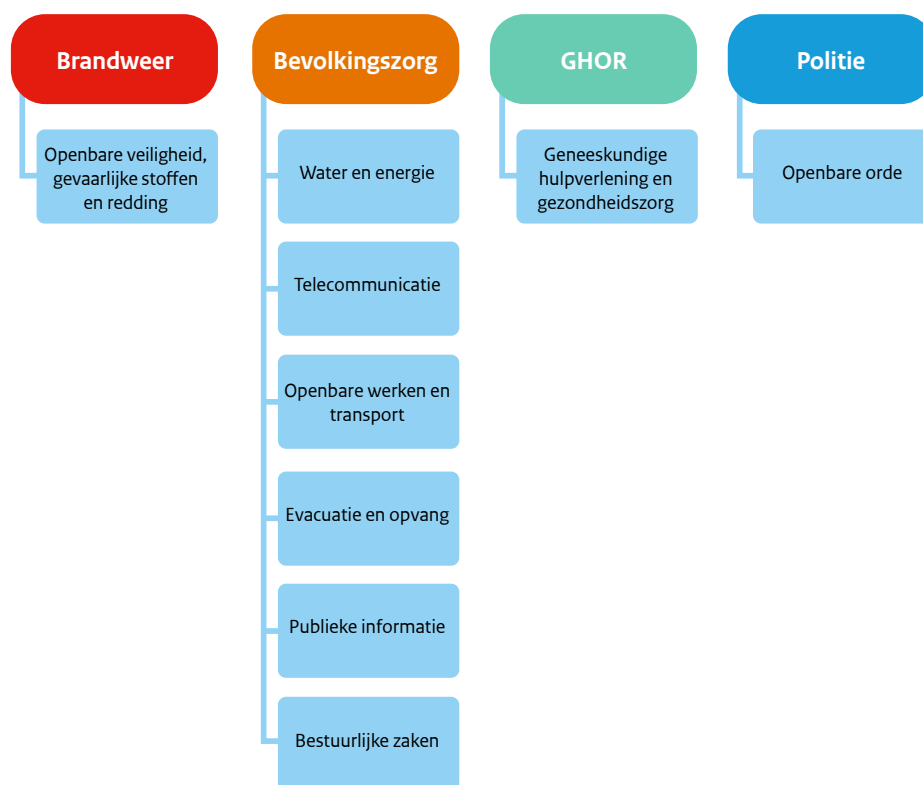 Brandweer
Openbare veiligheid,
gevaarlijke stoffen
en redding
Bevolkingszorg
Water en energie
Telecommunicatie
Openbare werken en
transport
Evacuatie en opvang
Publieke informatie
Bestuurlijke zaken
GHOR
Geneeskundige
hulpverlening en
gezondheidszorg
Politie
Openbare orde